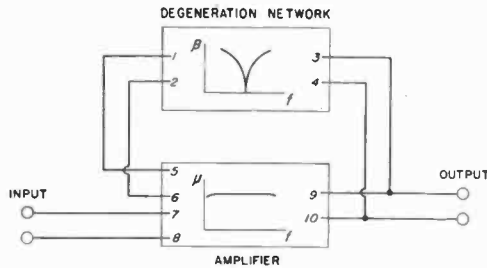 DEGENERATION NETWORK
1
2
β
f
3
4
INPUT
5
6
7
8
μ
f
9
10
OUTPUT
AMPLIFIER